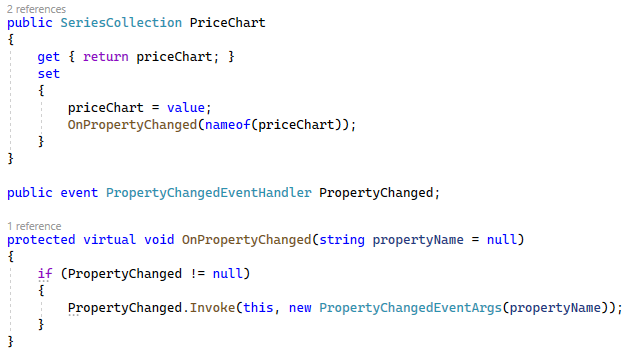 2 references
public SeriesCollection PriceChart
{
get { return priceChart; }
set
{
priceChart = value;
OnPropertyChanged(nameof(priceChart));
}
}
public event PropertyChangedEventHandler PropertyChanged;
1 reference
protected virtual void OnPropertyChanged(string propertyName = null)
{
if (PropertyChanged != null)
{
PropertyChanged.Invoke(this, new PropertyChangedEventArgs(propertyName));
}
}